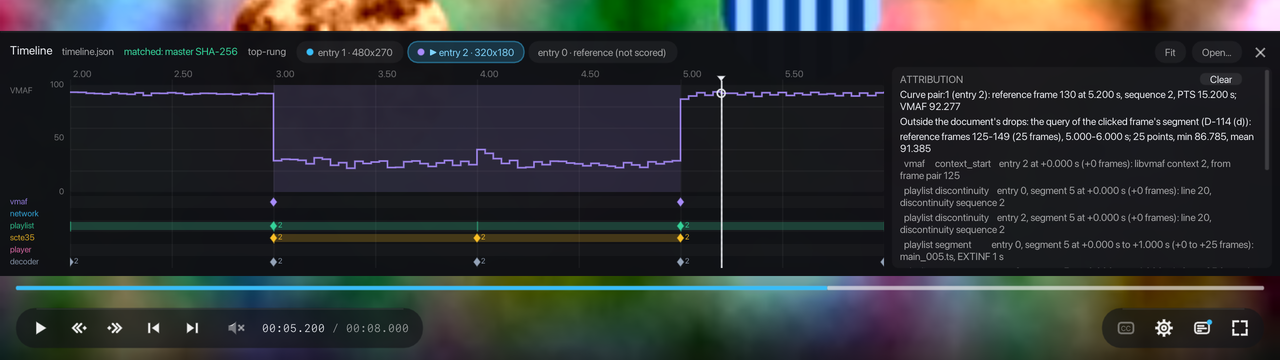 Timeline timeline.json matched: master SHA-256 top-rung entry 1 · 480x270 entry 2 · 320x180 entry 0 · reference (not scored) Fit Open...
2.00 2.50 3.00 3.50 4.00 4.50 5.00 5.50
VMAF 100
50
0
vmaf
network
playlist 2 2
scte35 2 2 2
player
decoder 2 2 2 2
ATTRIBUTION Clear
Curve pair:1 (entry 2): reference frame 130 at 5.200 s, sequence 2, PTS 15.200 s;
VMAF 92.277
Outside the document's drops: the query of the clicked frame's segment (D-114 (d)):
reference frames 125-149 (25 frames), 5.000-6.000 s; 25 points, min 86.785, mean
91.385
vmaf context_start entry 2 at +0.000 s (+0 frames): libvmaf context 2, from
frame pair 125
playlist discontinuity entry 0, segment 5 at +0.000 s (+0 frames): line 20,
discontinuity sequence 2
playlist discontinuity entry 2, segment 5 at +0.000 s (+0 frames): line 20,
discontinuity sequence 2
playlist segment entry 0, segment 5 at +0.000 s to +1.000 s (+0 to +25 frames):
main_005.ts, EXTINF 1 s
00:05.200 / 00:08.000
CC